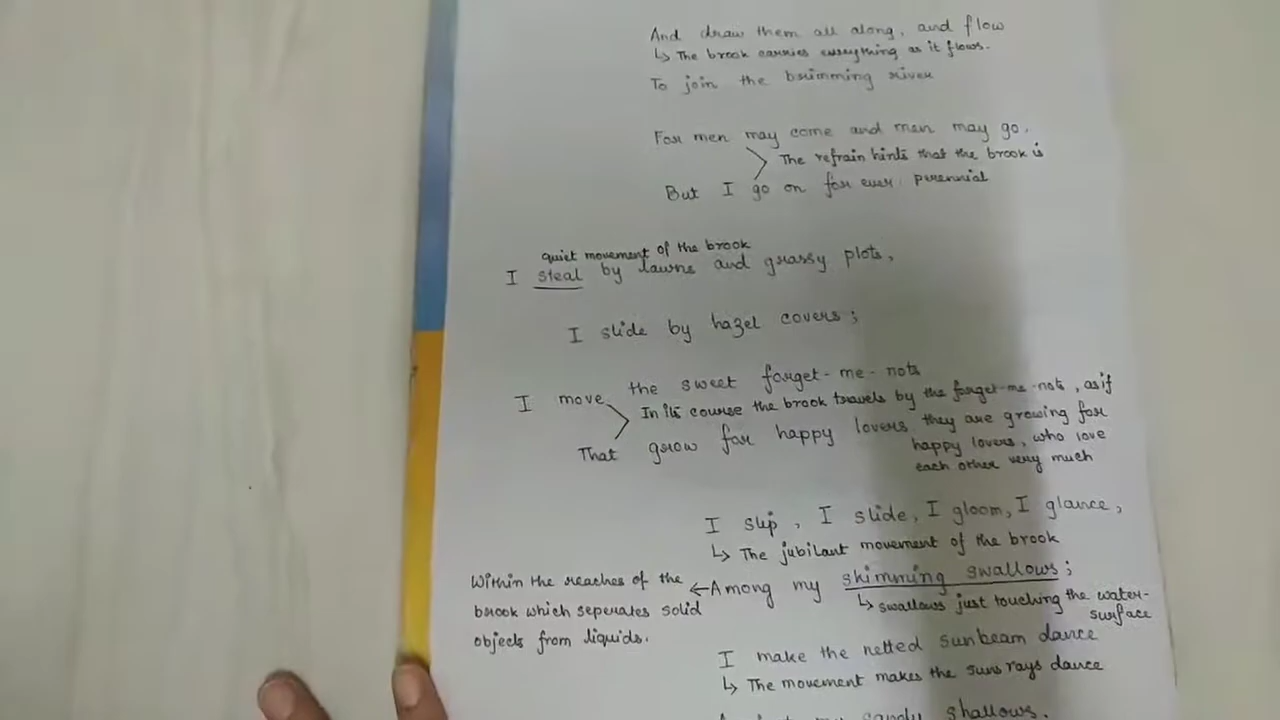 And draw them all along, and flow
↳ The brook carries everything as it flows.
To join the brimming river
For men may come and men may go,
The refrain hints that the brook is
But I go on for ever. perennial
quiet movement of the brook
I steal by lawns and grassy plots,
I slide by hazel covers;
I move the sweet forget-me-nots
In its course the brook travels by the forget-me-nots, as if
That grow for happy lovers. they are growing for
happy lovers, who love
each other very much
I slip, I slide, I gloom, I glance,
↳ The jubilant movement of the brook
Among my skimming swallows;
↳ swallows just touching the water-
surface
Within the reaches of the
brook which seperates solid
objects from liquids.
I make the netted sunbeam dance
↳ The movement makes the suns rays dance
sandy shallows.